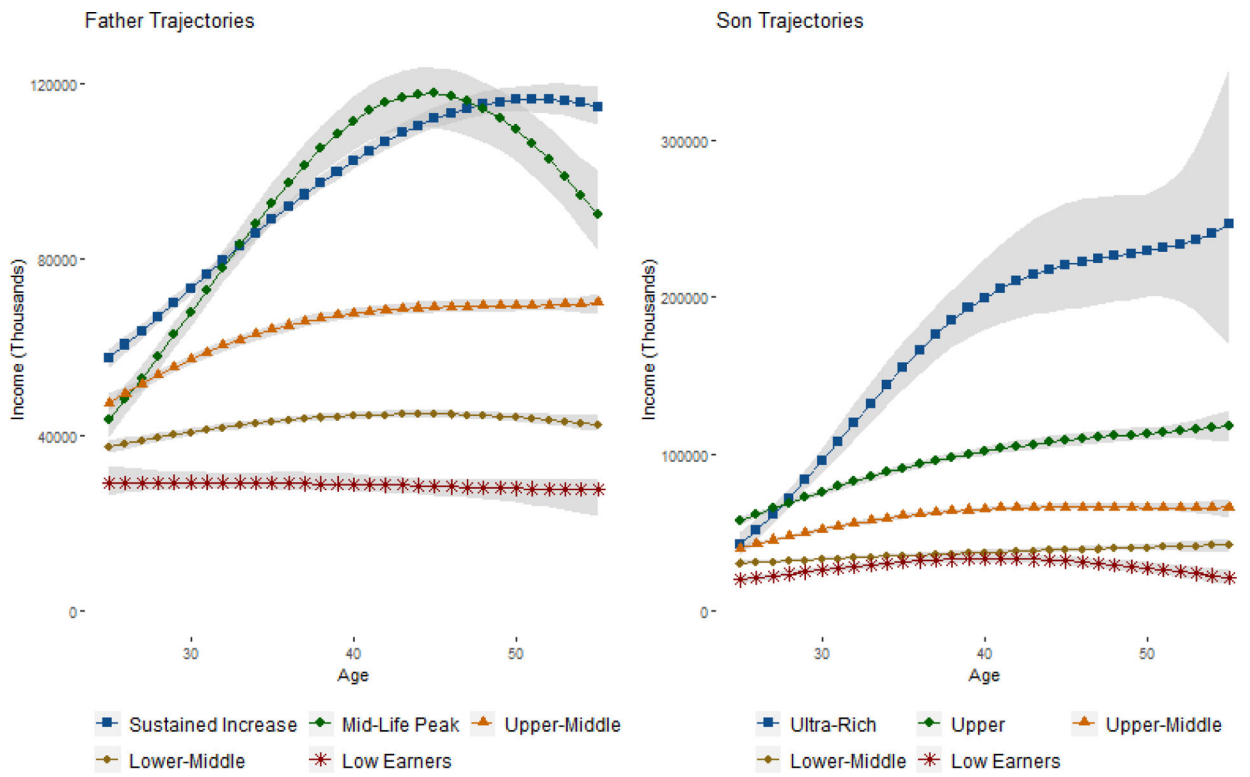 Father Trajectories
120000
80000
40000
0
Income (Thousands)
30 40 50
Age
Sustained Increase Mid-Life Peak Upper-Middle
Lower-Middle Low Earners
Son Trajectories
300000
200000
100000
0
Income (Thousands)
30 40 50
Age
Ultra-Rich Upper Upper-Middle
Lower-Middle Low Earners